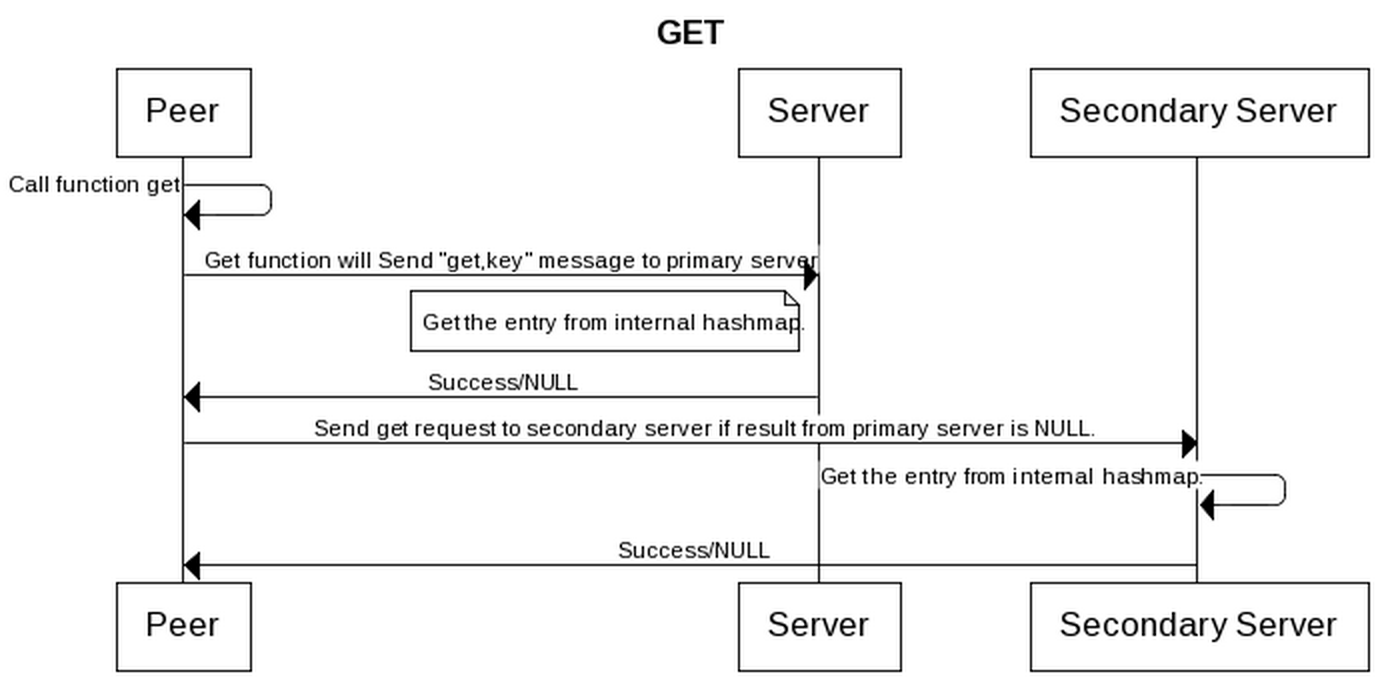 GET
Peer
Server
Secondary Server
Call function get
Get function will Send "get,key" message to primary server
Get the entry from internal hashmap.
Success/NULL
Send get request to secondary server if result from primary server is NULL.
Get the entry from internal hashmap.
Success/NULL
Peer
Server
Secondary Server